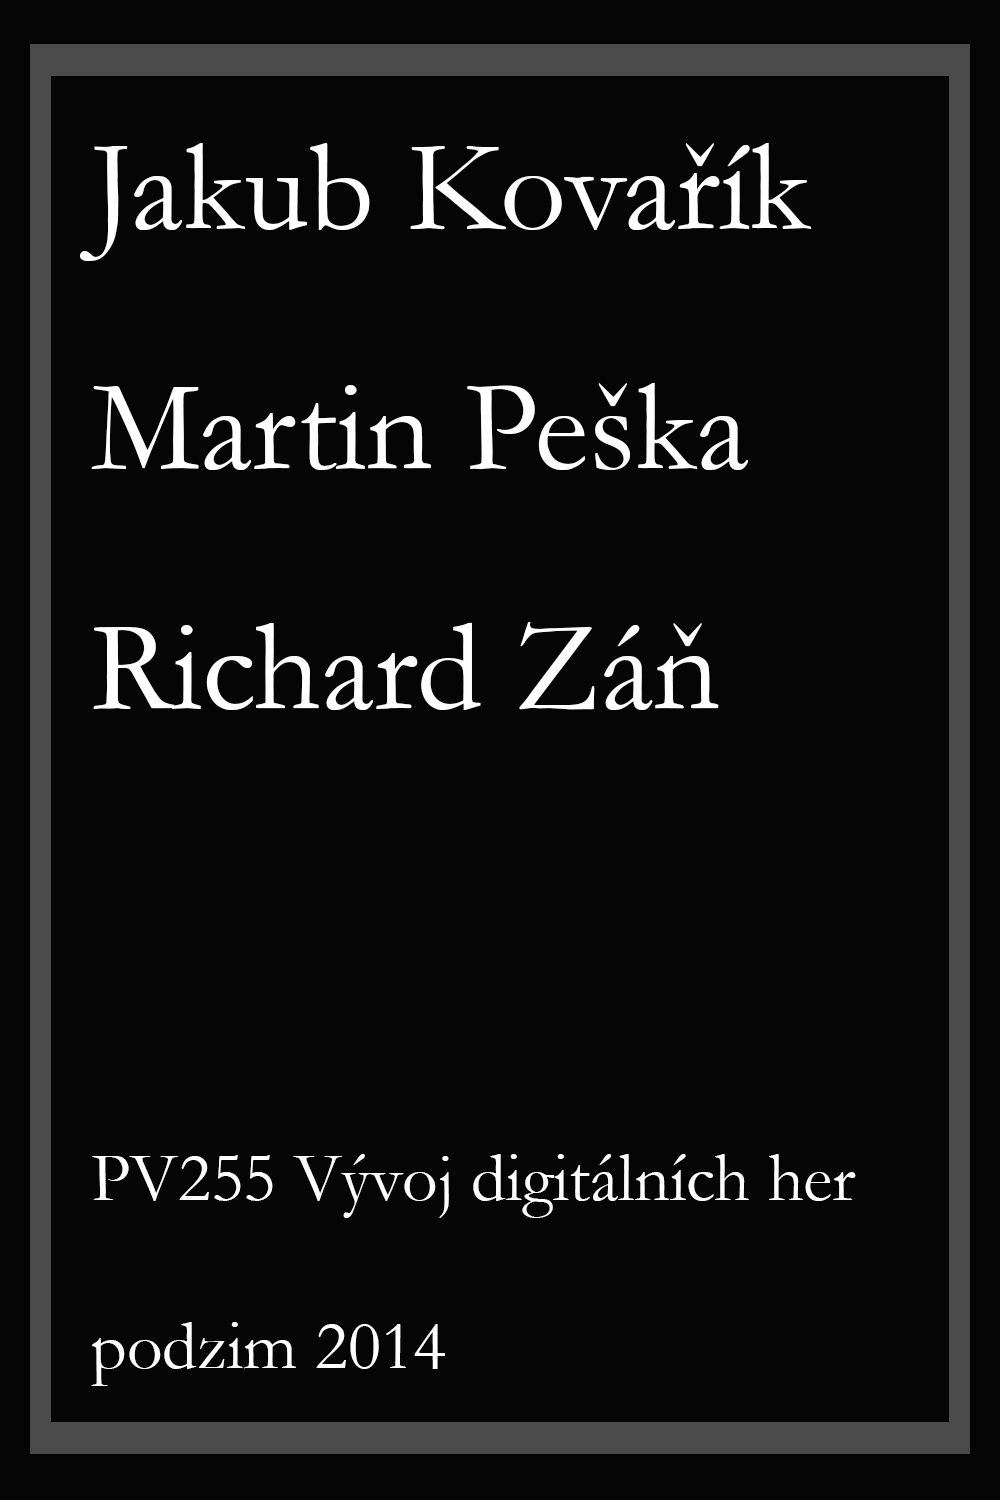 Jakub Kovařík
Martin Peška
Richard Záň
PV255 Vývoj digitálních her
podzim 2014